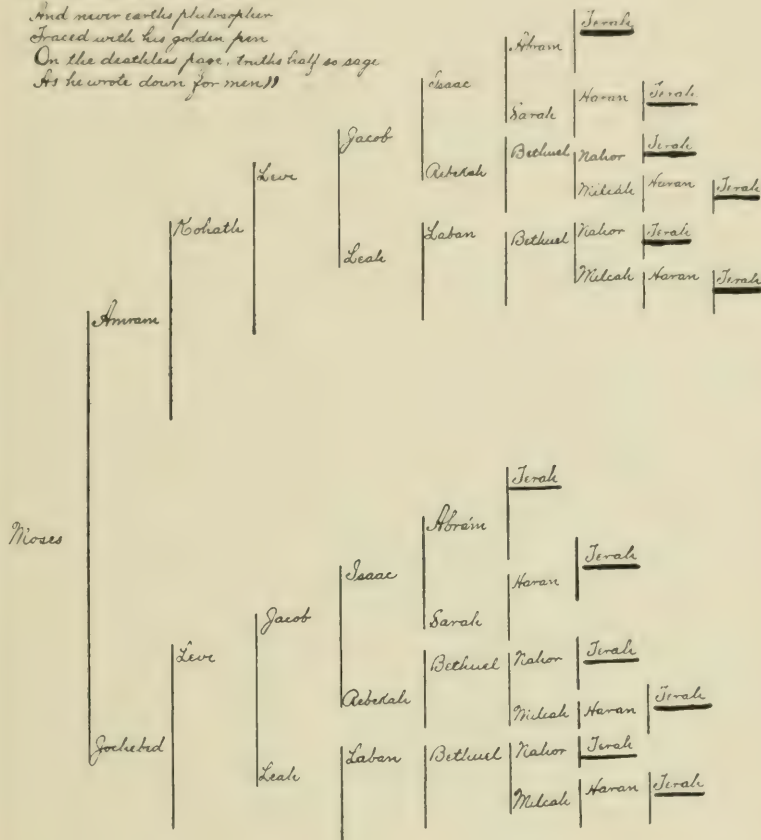 And never earths philosopher
Traced with his golden pen
On the deathless page, truths half so sage
As he wrote down for men"
Terah
Abram
Isaac
Sarah
Haran
Terah
Jacob
Bethuel
Nahor
Terah
Levi
Rebekah
Milcah
Haran
Terah
Kohath
Laban
Bethuel
Nahor
Terah
Leah
Milcah
Haran
Terah
Amram
Terah
Moses
Abram
Terah
Isaac
Haran
Jacob
Sarah
Levi
Bethuel
Nahor
Terah
Rebekah
Milcah
Haran
Terah
Jochebed
Leah
Laban
Bethuel
Nahor
Terah
Milcah
Haran
Terah